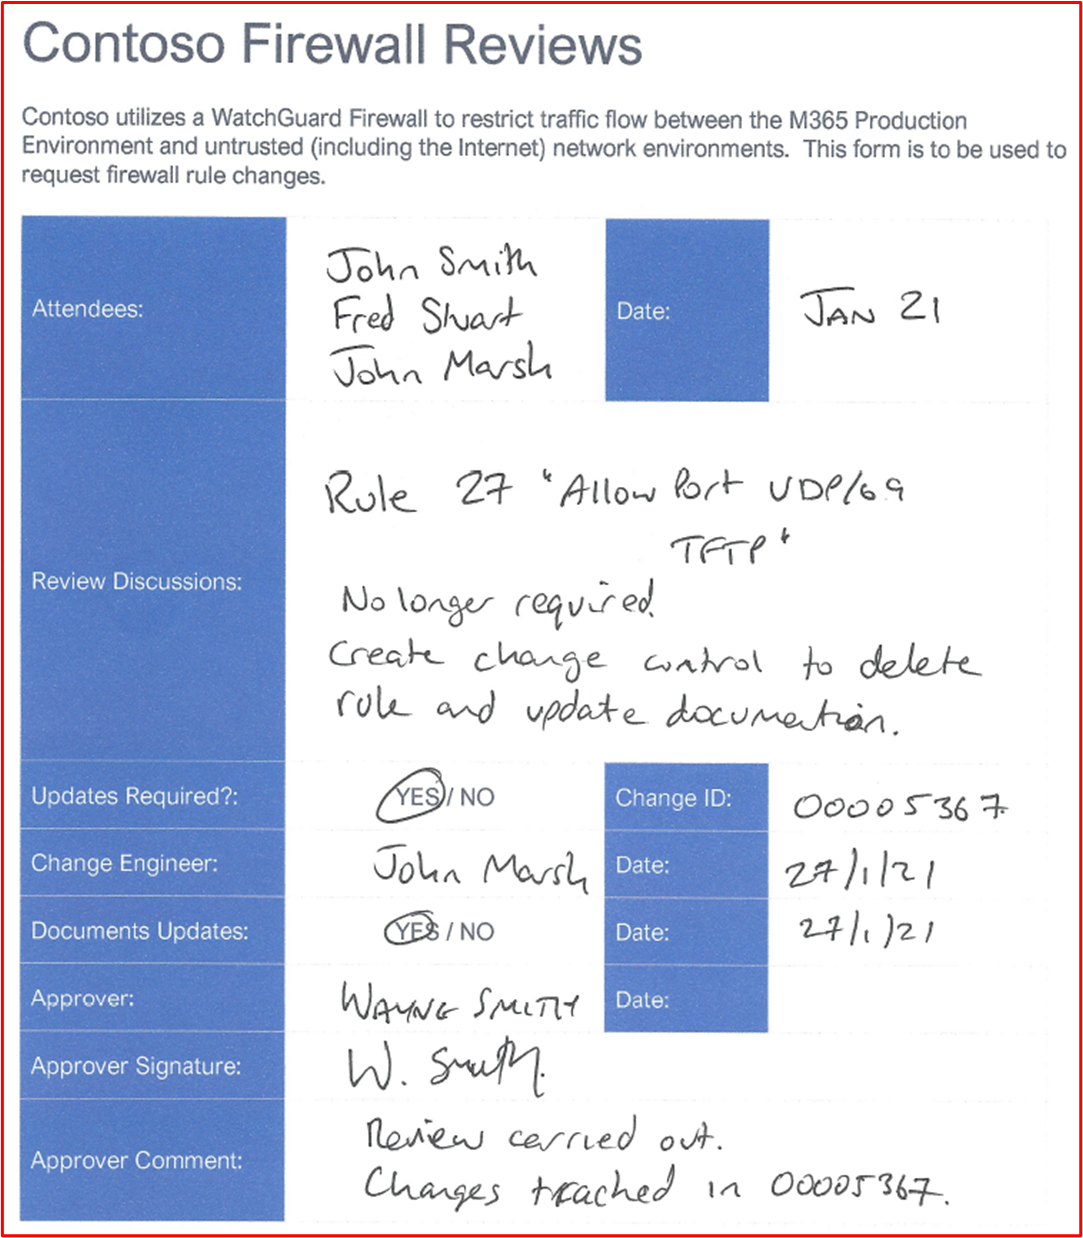 Contoso Firewall Reviews
Contoso utilizes a WatchGuard Firewall to restrict traffic flow between the M365 Production
Environment and untrusted (including the Internet) network environments. This form is to be used to
request firewall rule changes.
Attendees:
John Smith
Fred Stuart
John Marsh
Date:
JAN 21
Review Discussions:
Rule 27 "Allow Port UDP/69
TFTP"
No longer required.
Create change control to delete
rule and update documention.
Updates Required?: YES / NO Change ID: 00005367
Change Engineer: John Marsh Date: 27/1/21
Documents Updates: YES / NO Date: 27/1/21
Approver: WAYNE SMITH Date:
Approver Signature: W. Smith.
Approver Comment:
Review carried out.
Changes tracked in 00005367.